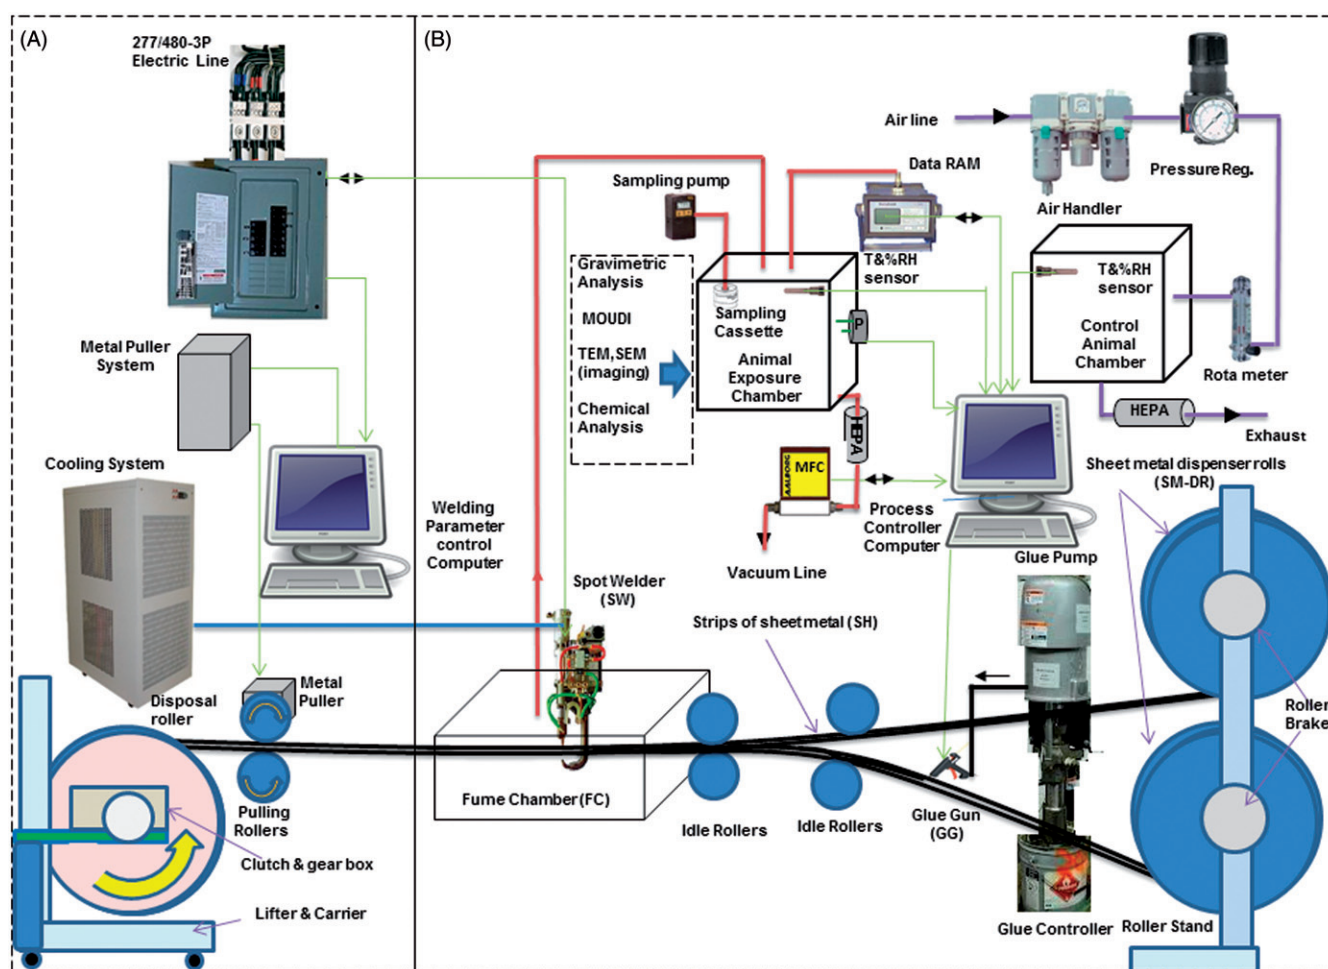 (A)
277/480-3P
Electric Line
Metal Puller
System
Cooling System
Welding
Parameter
control
Computer
Disposal
roller
Metal
Puller
Pulling
Rollers
Clutch & gear box
Lifter & Carrier
(B)
Air line
Pressure Reg.
Air Handler
Data RAM
Sampling pump
T&%RH
sensor
Gravimetric
Analysis
MOUDI
TEM,SEM
(imaging)
Chemical
Analysis
Sampling
Cassette
P
Animal
Exposure
Chamber
T&%RH
sensor
Control
Animal
Chamber
Rota meter
HEPA
Exhaust
HEPA
AALBORG
MFC
Vacuum Line
Process
Controller
Computer
Sheet metal dispenser rolls
(SM-DR)
Glue Pump
Spot Welder
(SW)
Strips of sheet metal (SH)
Roller
Brake
Fume Chamber (FC)
Idle Rollers
Idle Rollers
Glue Gun
(GG)
Glue Controller
Roller Stand